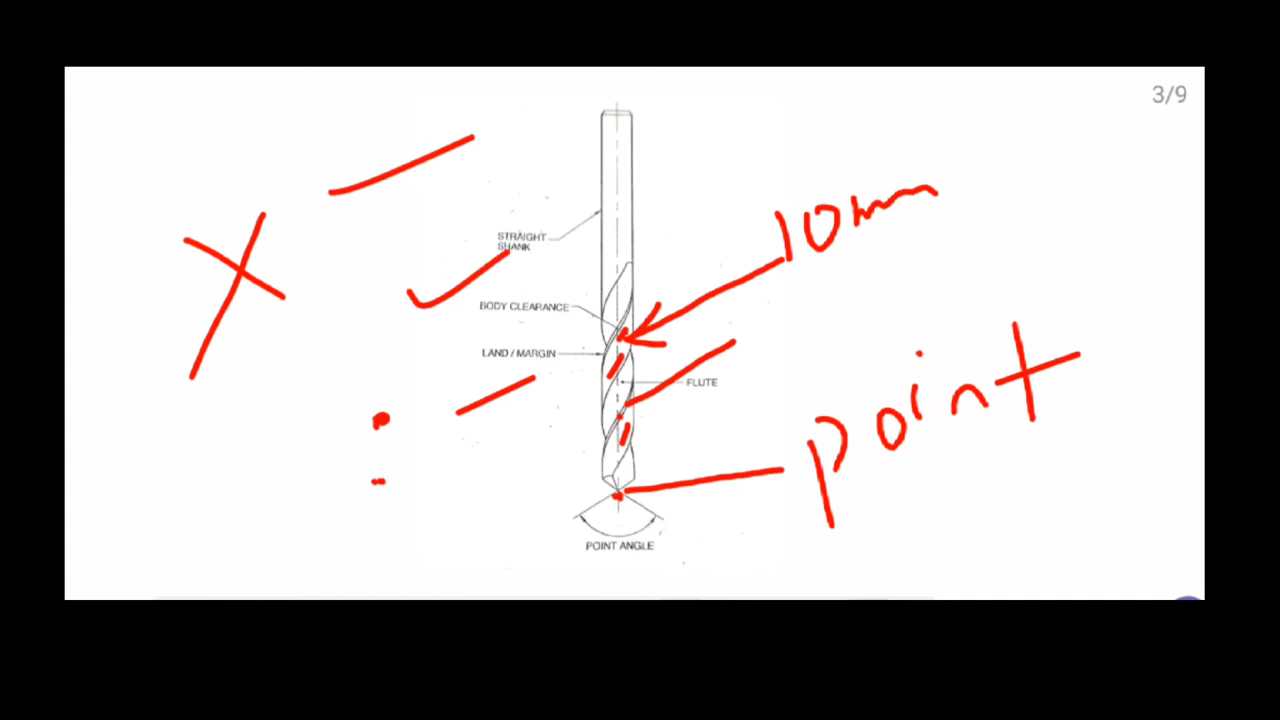 3/9
10mm
STRAIGHT
SHANK
X
BODY CLEARANCE
LAND / MARGIN
FLUTE
point
POINT ANGLE